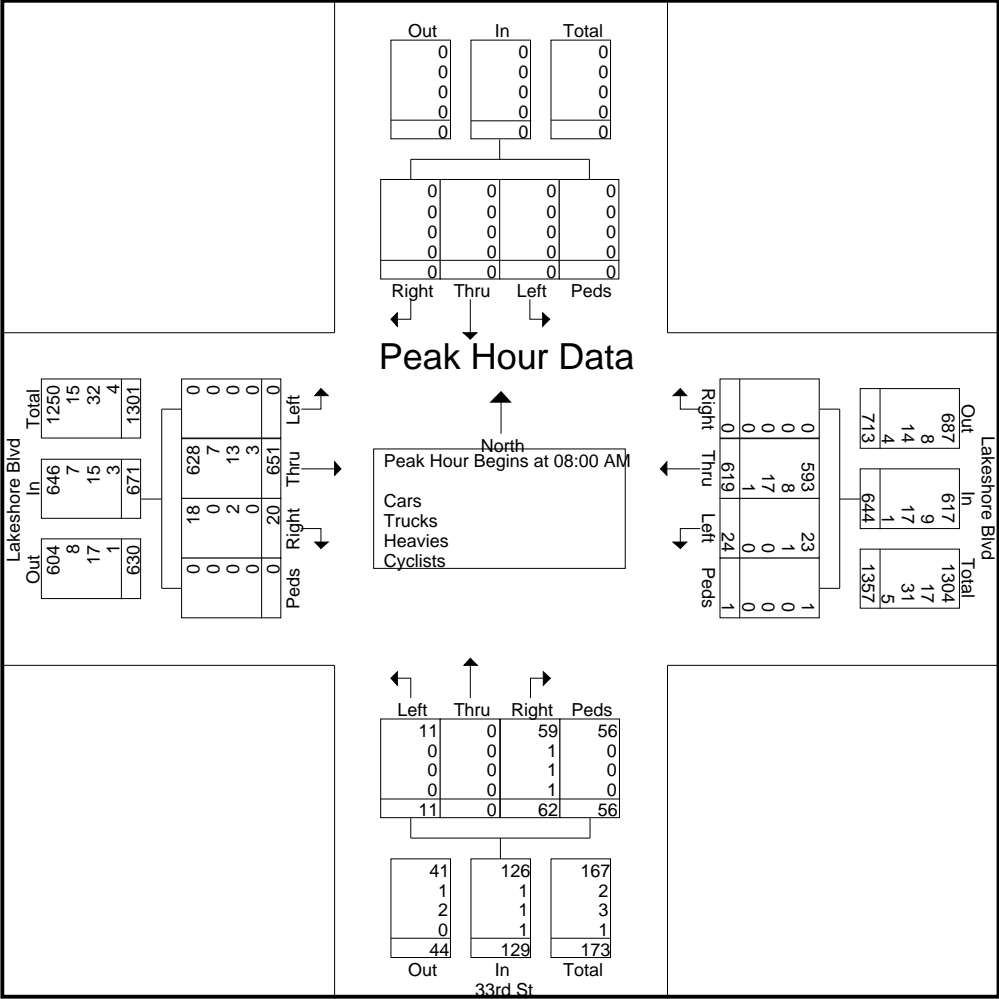 Out In Total
0 0 0
0 0 0
0 0 0
0 0 0
0 0 0
0 0 0 0
0 0 0 0
0 0 0 0
0 0 0 0
0 0 0 0
Right Thru Left Peds
Peak Hour Data
North
Peak Hour Begins at 08:00 AM
Cars
Trucks
Heavies
Cyclists
Lakeshore Blvd
Total
1250
15
32
4
1301
In
646
7
15
3
671
Out
604
8
17
1
630
Left
0
0
0
0
0
Thru
628
7
13
3
651
Right
18
0
2
0
20
Peds
0
0
0
0
0
Right
0
0
0
0
0
Thru
593
8
17
1
619
Left
23
1
0
0
24
Peds
1
0
0
0
1
Lakeshore Blvd
Out
687
8
14
4
713
In
617
9
17
1
644
Total
1304
17
31
5
1357
Left Thru Right Peds
11 0 59 56
0 0 1 0
0 0 1 0
0 0 1 0
11 0 62 56
41 126 167
1 1 2
2 1 3
0 1 1
44 129 173
Out In Total
33rd St